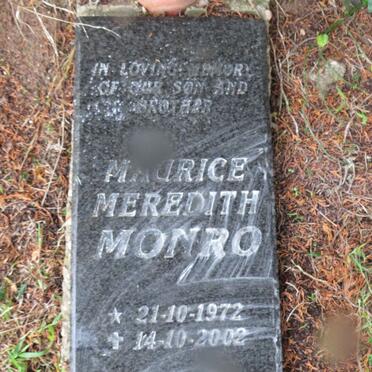 IN LOVING MEMORY
OF OUR SON AND
BROTHER
MAURICE
MEREDITH
MONRO
★ 21-10-1972
✝ 14-10-2002